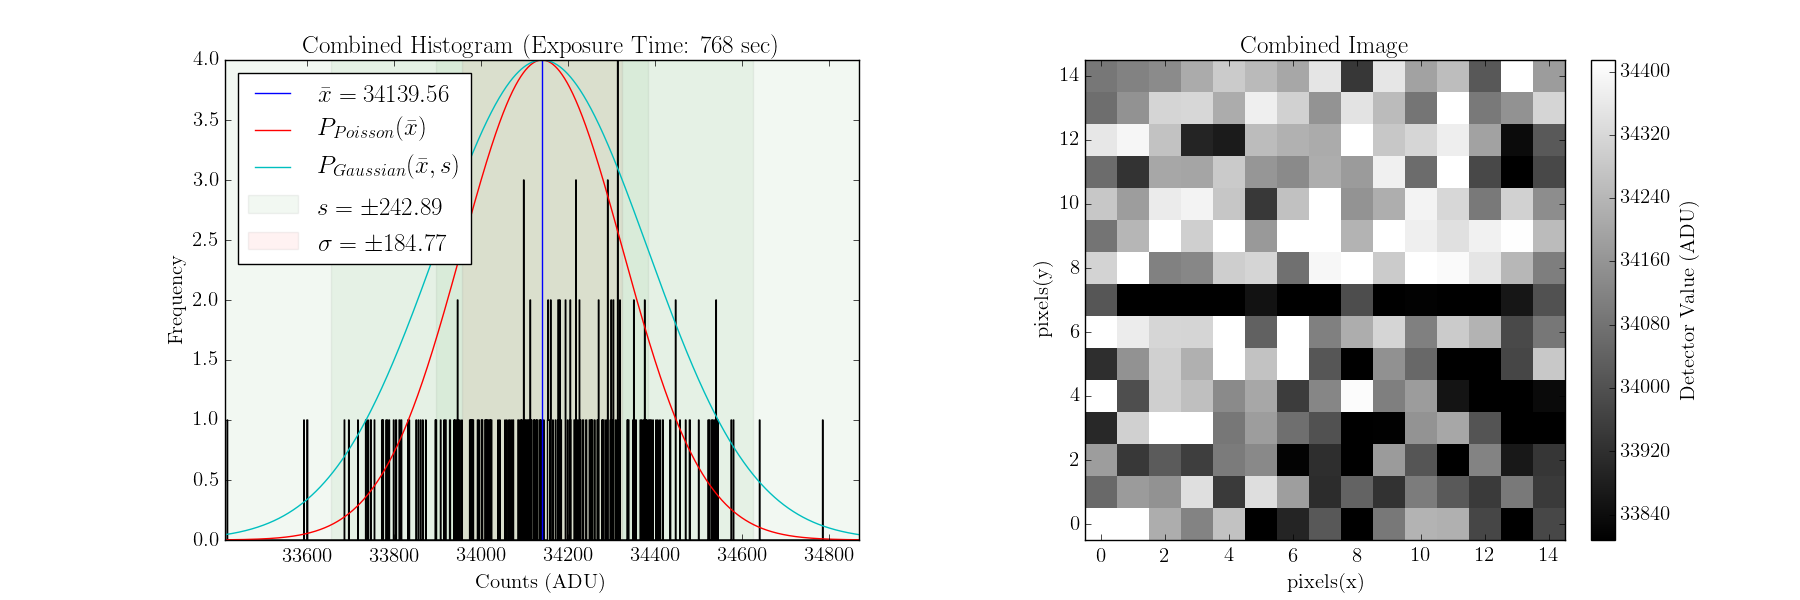 Combined Histogram (Exposure Time: 768 sec)
4.0
3.5
3.0
2.5
2.0
1.5
1.0
0.5
0.0
Frequency
x̄ = 34139.56
P_Poisson(x̄)
P_Gaussian(x̄, s)
s = ±242.89
σ = ±184.77
33600 33800 34000 34200 34400 34600 34800
Counts (ADU)
Combined Image
14
12
10
8
6
4
2
0
pixels(y)
0 2 4 6 8 10 12 14
pixels(x)
34400
34320
34240
34160
34080
34000
33920
33840
Detector Value (ADU)